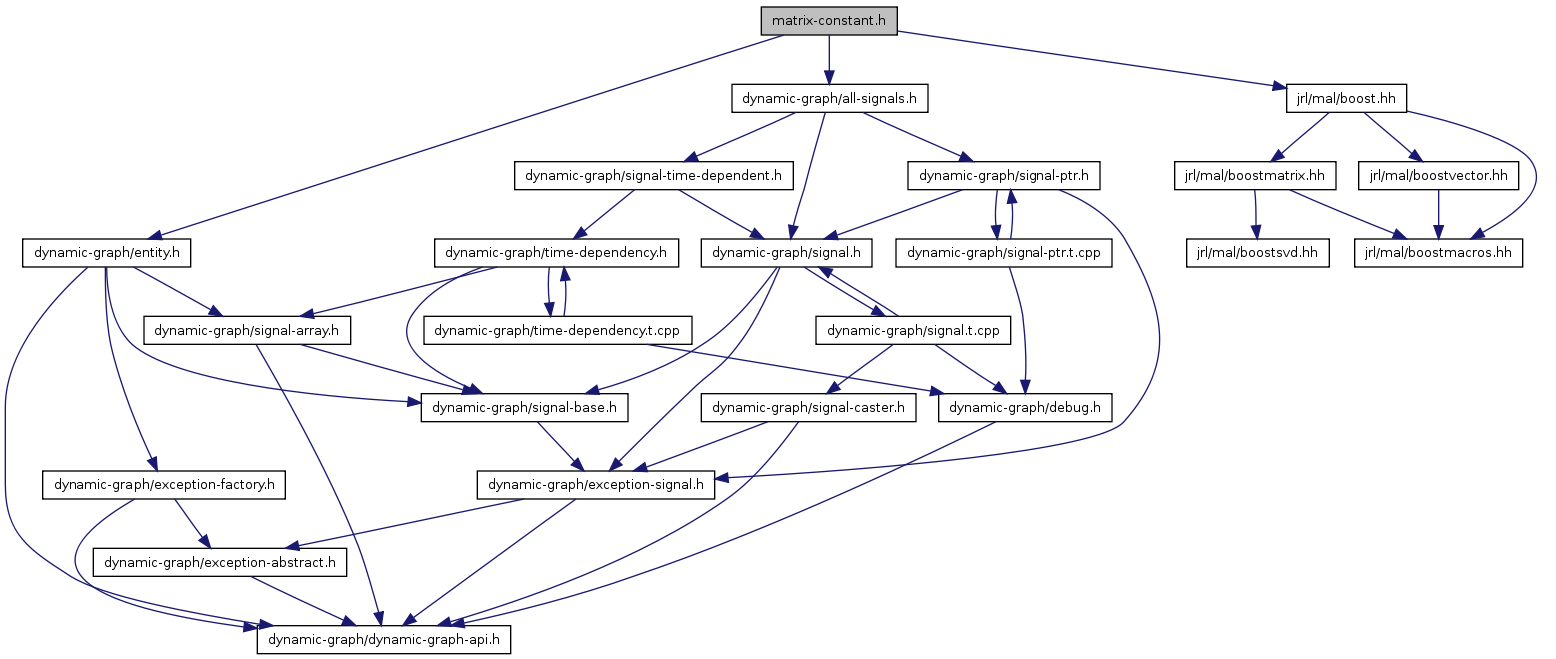 matrix-constant.h
dynamic-graph/all-signals.h
jrl/mal/boost.hh
dynamic-graph/signal-time-dependent.h
dynamic-graph/signal-ptr.h
jrl/mal/boostmatrix.hh
jrl/mal/boostvector.hh
dynamic-graph/entity.h
dynamic-graph/time-dependency.h
dynamic-graph/signal.h
dynamic-graph/signal-ptr.t.cpp
jrl/mal/boostsvd.hh
jrl/mal/boostmacros.hh
dynamic-graph/signal-array.h
dynamic-graph/time-dependency.t.cpp
dynamic-graph/signal.t.cpp
dynamic-graph/signal-base.h
dynamic-graph/signal-caster.h
dynamic-graph/debug.h
dynamic-graph/exception-factory.h
dynamic-graph/exception-signal.h
dynamic-graph/exception-abstract.h
dynamic-graph/dynamic-graph-api.h